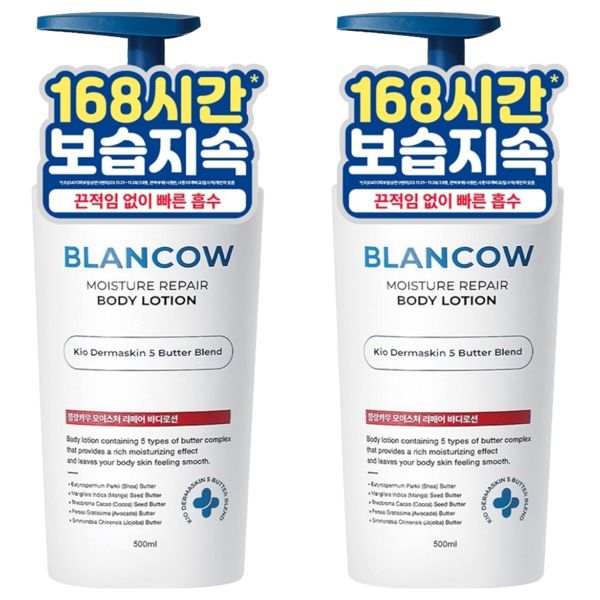 168시간*
보습지속
끈적임 없이 빠른 흡수
BLANCOW
MOISTURE REPAIR
BODY LOTION
Kio Dermaskin 5 Butter Blend
블랑카우 모이스처 리페어 바디로션
Body lotion containing 5 types of butter complex
that provides a rich moisturizing effect
and leaves your body skin feeling smooth.
• Butyrospermum Parkii (Shea) Butter
• Mangifera Indica (Mango) Seed Butter
• Theobroma Cacao (Cocoa) Seed Butter
• Persea Gratissima (Avocado) Butter
• Simmondsia Chinensis (Jojoba) Butter
KIO DERMASKIN 5 BUTTER BLEND
500ml
168시간*
보습지속
끈적임 없이 빠른 흡수
BLANCOW
MOISTURE REPAIR
BODY LOTION
Kio Dermaskin 5 Butter Blend
블랑카우 모이스처 리페어 바디로션
Body lotion containing 5 types of butter complex
that provides a rich moisturizing effect
and leaves your body skin feeling smooth.
• Butyrospermum Parkii (Shea) Butter
• Mangifera Indica (Mango) Seed Butter
• Theobroma Cacao (Cocoa) Seed Butter
• Persea Gratissima (Avocado) Butter
• Simmondsia Chinensis (Jojoba) Butter
KIO DERMASKIN 5 BUTTER BLEND
500ml